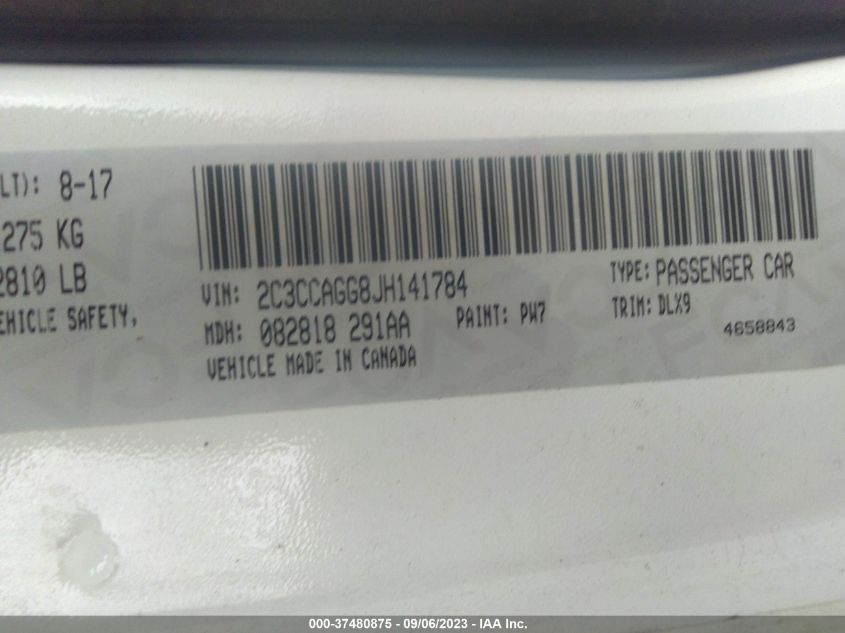 LT): 8-17
275 KG
2810 LB
EHICLE SAFETY,
VIN: 2C3CCAGG8JH141784
TYPE: PASSENGER CAR
MDH: 082818 291AA
PAINT: PW7
TRIM: DLX9
VEHICLE MADE IN CANADA
4658843
000-37480875 - 09/06/2023 - IAA Inc.